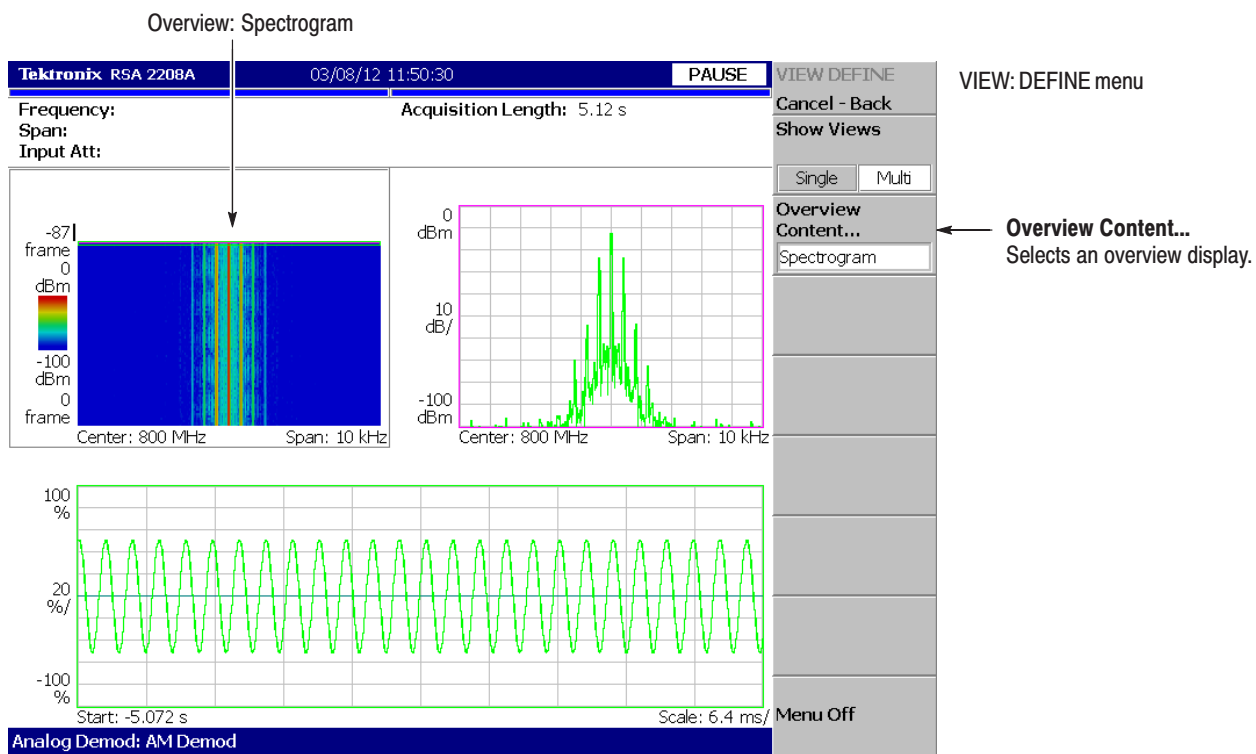 Overview: Spectrogram
Tektronix RSA 2208A 03/08/12 11:50:30 PAUSE
Frequency:
Span:
Input Att:
Acquisition Length: 5.12 s
VIEW DEFINE
Cancel - Back
Show Views
Single Multi
Overview
Content...
Spectrogram
Menu Off
VIEW: DEFINE menu
Overview Content...
Selects an overview display.
-87
frame
0
dBm
-100
dBm
0
frame
Center: 800 MHz Span: 10 kHz
0
dBm
10
dB/
-100
dBm
Center: 800 MHz Span: 10 kHz
100
%
20
%/
-100
%
Start: -5.072 s Scale: 6.4 ms/
Analog Demod: AM Demod